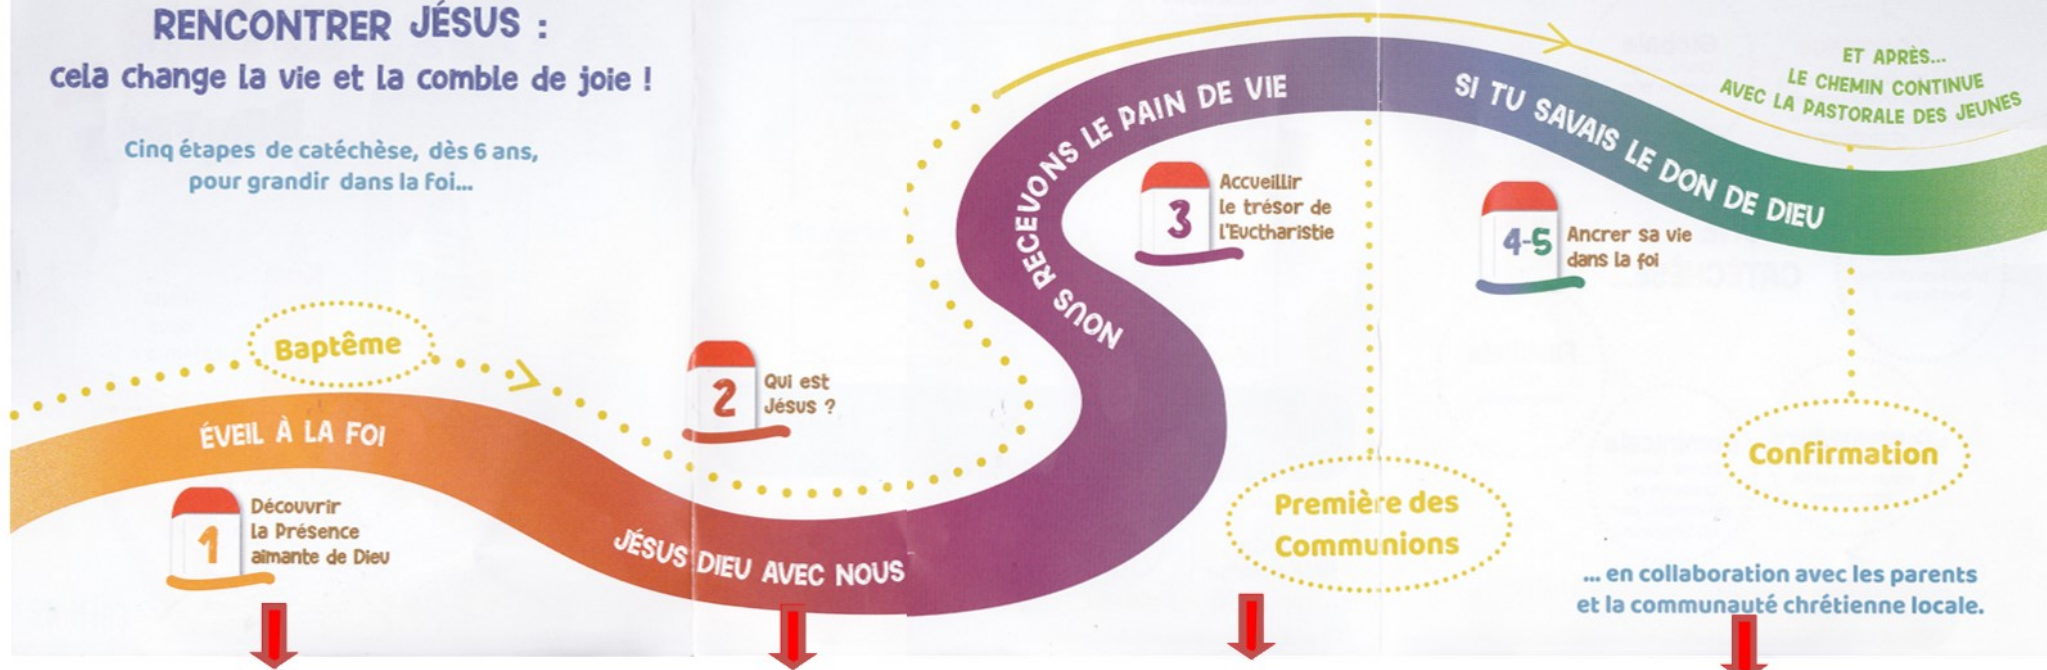 RENCONTRER JÉSUS :
cela change la vie et la comble de joie !
Cinq étapes de catéchèse, dès 6 ans,
pour grandir dans la foi...
Baptême
ÉVEIL À LA FOI
1
Découvrir
la Présence
aimante de Dieu
2
Qui est
Jésus ?
JÉSUS DIEU AVEC NOUS
NOUS RECEVONS LE PAIN DE VIE
3
Accueillir
le trésor de
l'Euctharistie
Première des
Communions
SI TU SAVAIS LE DON DE DIEU
4-5
Ancrer sa vie
dans la foi
ET APRÈS...
LE CHEMIN CONTINUE
AVEC LA PASTORALE DES JEUNES
Confirmation
... en collaboration avec les parents
et la communauté chrétienne locale.